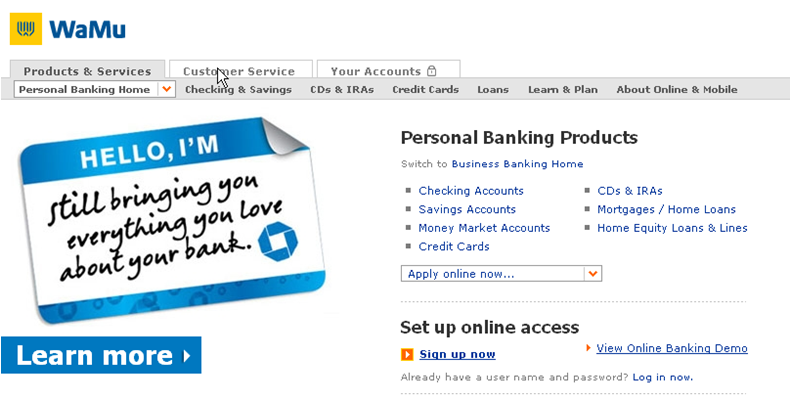 WaMu
Products & Services Customer Service Your Accounts
Personal Banking Home Checking & Savings CDs & IRAs Credit Cards Loans Learn & Plan About Online & Mobile
HELLO, I'M
still bringing you
everything you love
about your bank.
Learn more
Personal Banking Products
Switch to Business Banking Home
Checking Accounts CDs & IRAs
Savings Accounts Mortgages / Home Loans
Money Market Accounts Home Equity Loans & Lines
Credit Cards
Apply online now...
Set up online access
Sign up now View Online Banking Demo
Already have a user name and password? Log in now.